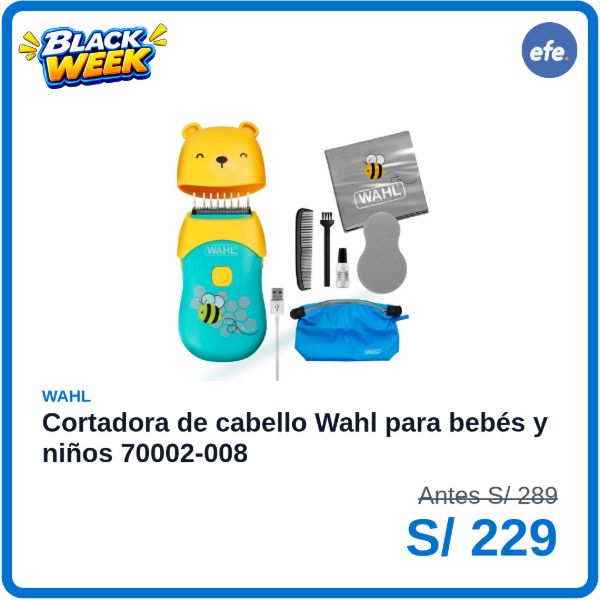 BLACK
WEEK
efe.
WAHL
WAHL
WAHL
WAHL
Cortadora de cabello Wahl para bebés y
niños 70002-008
Antes S/ 289
S/ 229